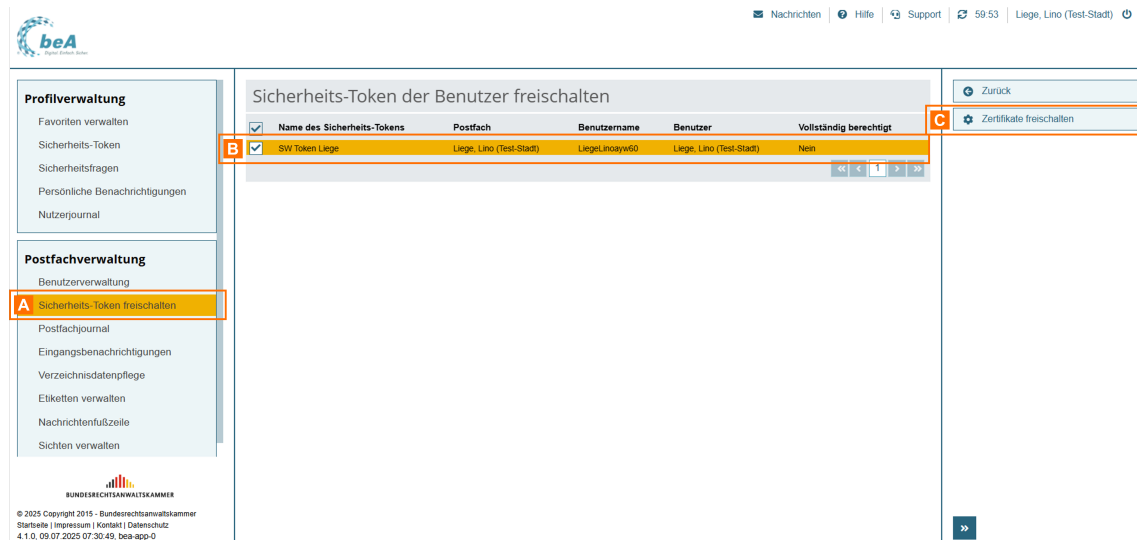 Nachrichten Hilfe Support 59:53 Liege, Lino (Test-Stadt)
beA
Digital. Einfach. Sicher.
Profilverwaltung
Favoriten verwalten
Sicherheits-Token
Sicherheitsfragen
Persönliche Benachrichtigungen
Nutzerjournal
Postfachverwaltung
Benutzerverwaltung
A Sicherheits-Token freischalten
Postfachjournal
Eingangsbenachrichtigungen
Verzeichnisdatenpflege
Etiketten verwalten
Nachrichtenfußzeile
Sichten verwalten
BUNDESRECHTSANWALTSKAMMER
© 2025 Copyright 2015 - Bundesrechtsanwaltskammer
Startseite | Impressum | Kontakt | Datenschutz
4.1.0, 09.07.2025 07:30:49, bea-app-0
Sicherheits-Token der Benutzer freischalten
Name des Sicherheits-Tokens Postfach Benutzername Benutzer Vollständig berechtigt
B SW Token Liege Liege, Lino (Test-Stadt) LiegeLinoayw60 Liege, Lino (Test-Stadt) Nein
« < 1 > »
Zurück
C Zertifikate freischalten
»